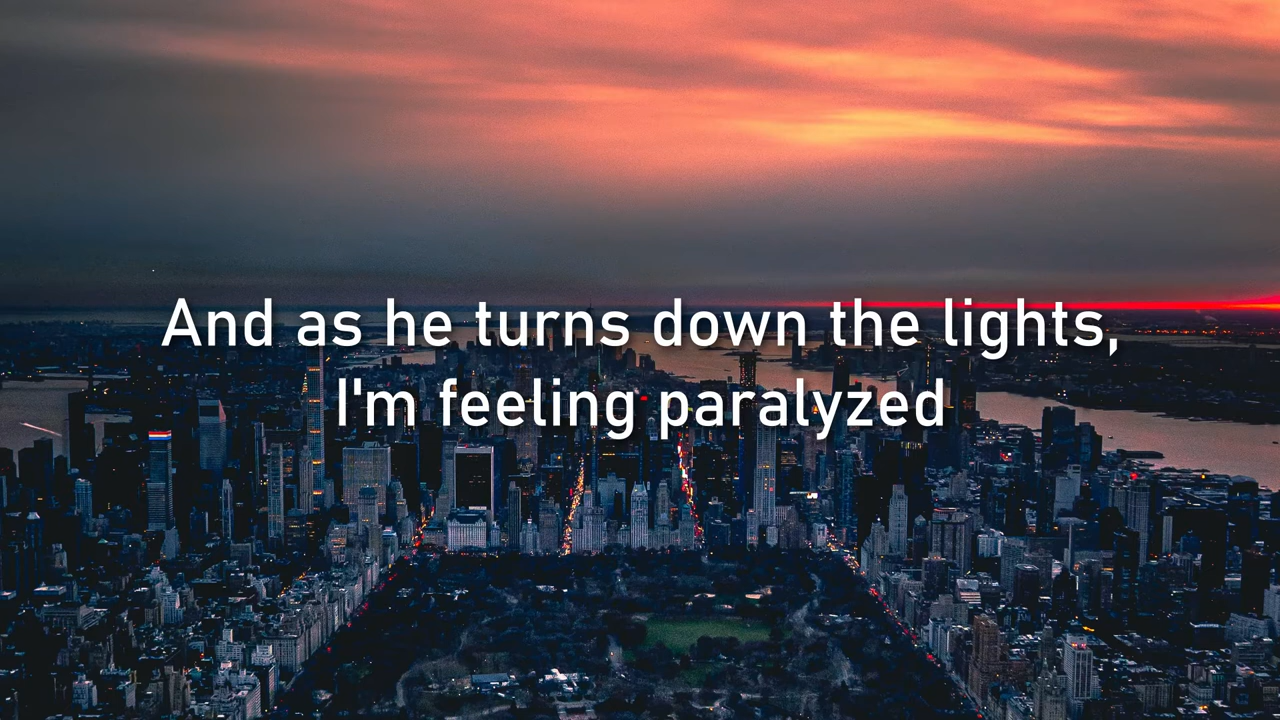 And as he turns down the lights,
I'm feeling paralyzed